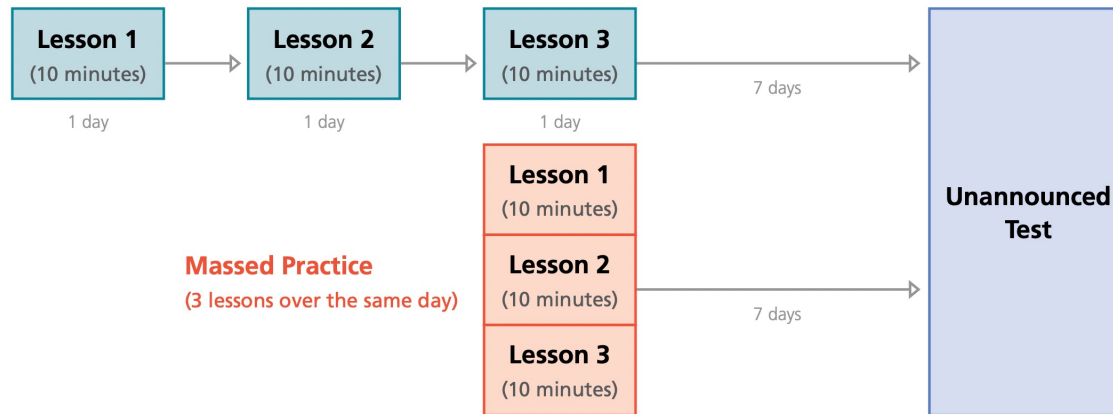 Lesson 1
(10 minutes)
Lesson 2
(10 minutes)
Lesson 3
(10 minutes)
7 days
1 day
1 day
1 day
Lesson 1
(10 minutes)
Massed Practice
(3 lessons over the same day)
Lesson 2
(10 minutes)
7 days
Lesson 3
(10 minutes)
Unannounced
Test